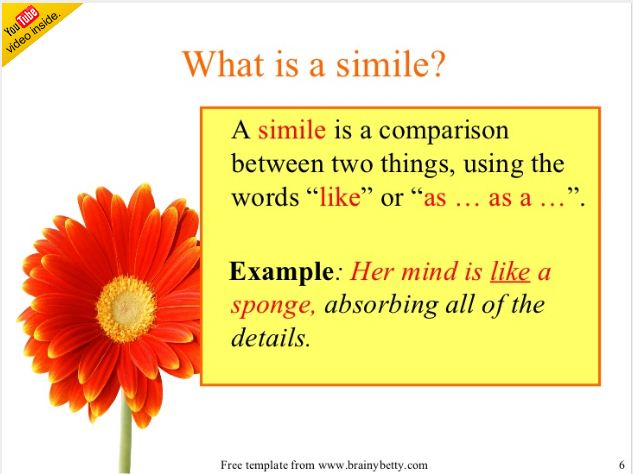 YouTube
video inside.
What is a simile?
A simile is a comparison
between two things, using the
words “like” or “as … as a …”.
Example: Her mind is like a
sponge, absorbing all of the
details.
Free template from www.brainybetty.com
6